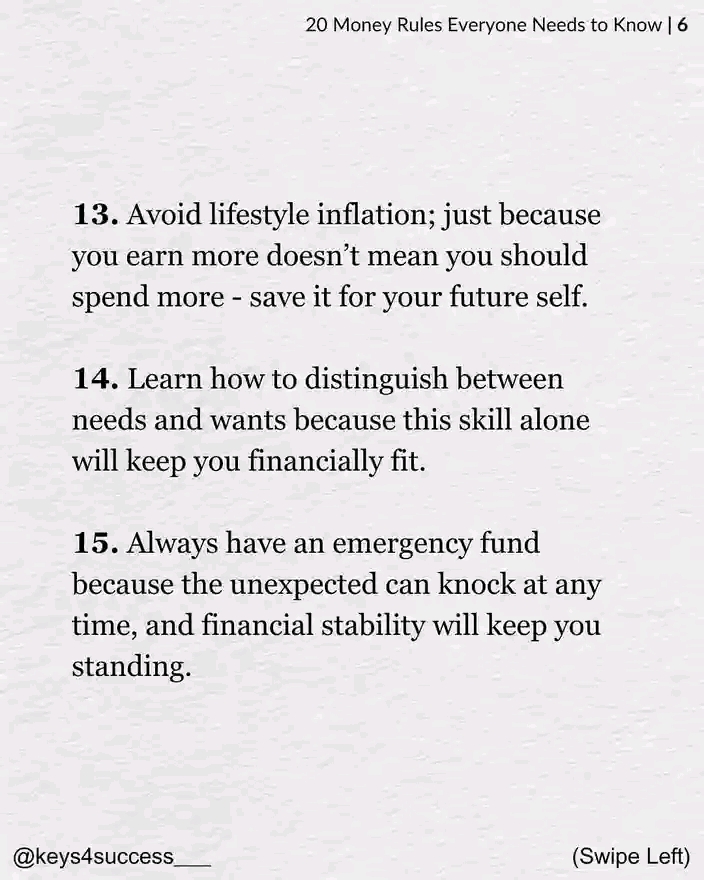 20 Money Rules Everyone Needs to Know | 6
13. Avoid lifestyle inflation; just because
you earn more doesn’t mean you should
spend more - save it for your future self.
14. Learn how to distinguish between
needs and wants because this skill alone
will keep you financially fit.
15. Always have an emergency fund
because the unexpected can knock at any
time, and financial stability will keep you
standing.
@keys4success___
(Swipe Left)